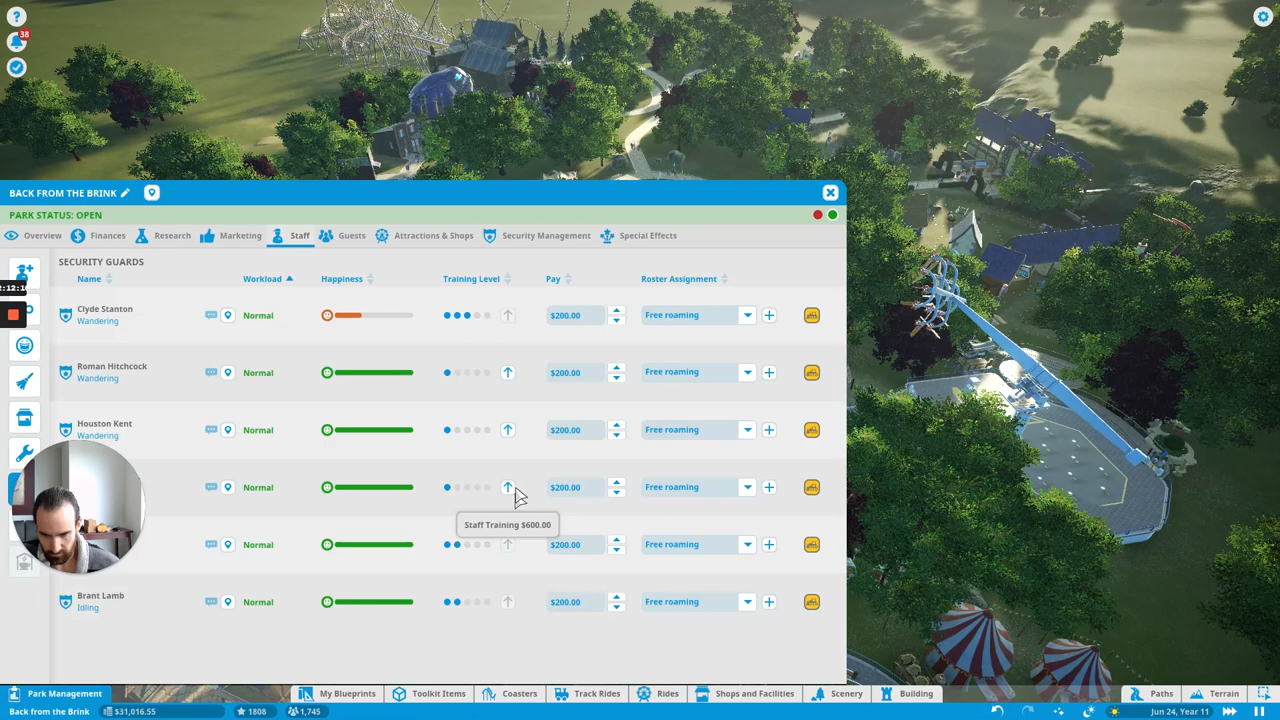 ?
38
BACK FROM THE BRINK
PARK STATUS: OPEN
Overview Finances Research Marketing Staff Guests Attractions & Shops Security Management Special Effects
SECURITY GUARDS
Name Workload Happiness Training Level Pay Roster Assignment
Clyde Stanton
Wandering
Normal $200.00 Free roaming
Roman Hitchcock
Wandering
Normal $200.00 Free roaming
Houston Kent
Wandering
Normal $200.00 Free roaming
Normal $200.00 Free roaming
Staff Training $600.00
Normal $200.00 Free roaming
Brant Lamb
Idling
Normal $200.00 Free roaming
Park Management My Blueprints Toolkit Items Coasters Track Rides Rides Shops and Facilities Scenery Building Paths Terrain
Back from the Brink $31,016.55 1808 1,745 Jun 24, Year 11